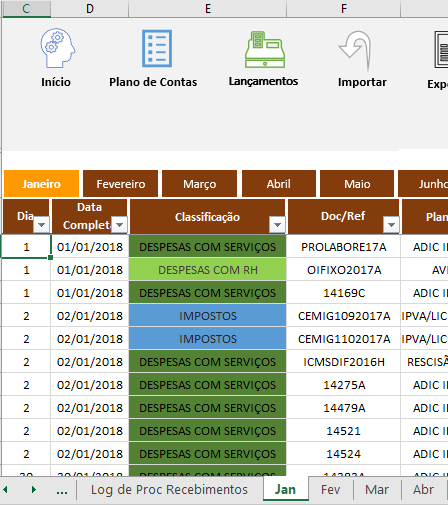 C D E F
Início Plano de Contas Lançamentos Importar Expo
Janeiro Fevereiro Março Abril Maio Junho
Dia Data Completa Classificação Doc/Ref Plan
1 01/01/2018 DESPESAS COM SERVIÇOS PROLABORE17A ADIC I
1 01/01/2018 DESPESAS COM RH OIFIXO2017A AVI
1 01/01/2018 DESPESAS COM SERVIÇOS 14169C ADIC I
2 02/01/2018 IMPOSTOS CEMIG1092017A IPVA/LIC
2 02/01/2018 IMPOSTOS CEMIG1102017A IPVA/LIC
2 02/01/2018 DESPESAS COM SERVIÇOS ICMSDIF2016H RESCISÃ
2 02/01/2018 DESPESAS COM SERVIÇOS 14275A ADIC I
2 02/01/2018 DESPESAS COM SERVIÇOS 14479A ADIC I
2 02/01/2018 DESPESAS COM SERVIÇOS 14521 ADIC I
2 02/01/2018 DESPESAS COM SERVIÇOS 14524 ADIC I
... Log de Proc Recebimentos Jan Fev Mar Abr